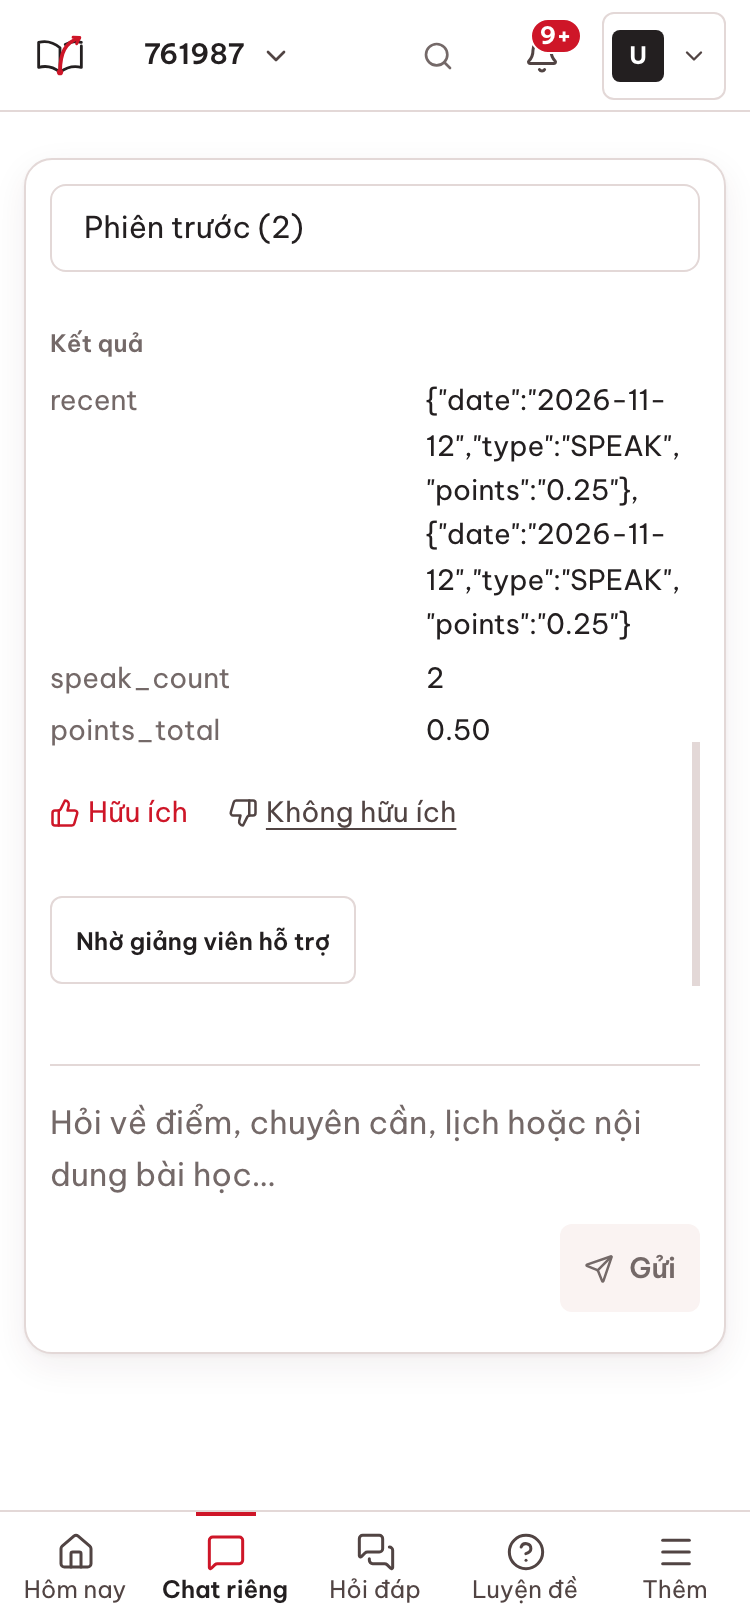 761987
9+
U
Phiên trước (2)
Kết quả
recent
{"date":"2026-11-
12","type":"SPEAK",
"points":"0.25"},
{"date":"2026-11-
12","type":"SPEAK",
"points":"0.25"}
speak_count 2
points_total 0.50
Hữu ích Không hữu ích
Nhờ giảng viên hỗ trợ
Hỏi về điểm, chuyên cần, lịch hoặc nội
dung bài học...
Gửi
Hôm nay Chat riêng Hỏi đáp Luyện đề Thêm